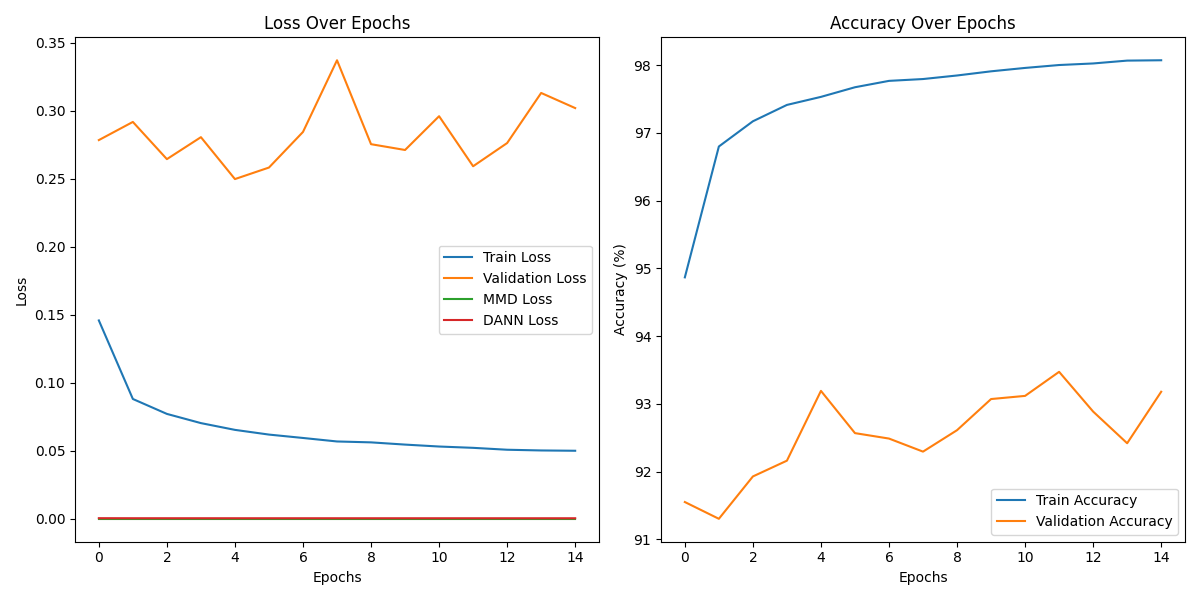 Loss Over Epochs
0.35
0.30
0.25
0.20
0.15
0.10
0.05
0.00
Loss
Train Loss
Validation Loss
MMD Loss
DANN Loss
0 2 4 6 8 10 12 14
Epochs
Accuracy Over Epochs
98
97
96
95
94
93
92
91
Accuracy (%)
Train Accuracy
Validation Accuracy
0 2 4 6 8 10 12 14
Epochs